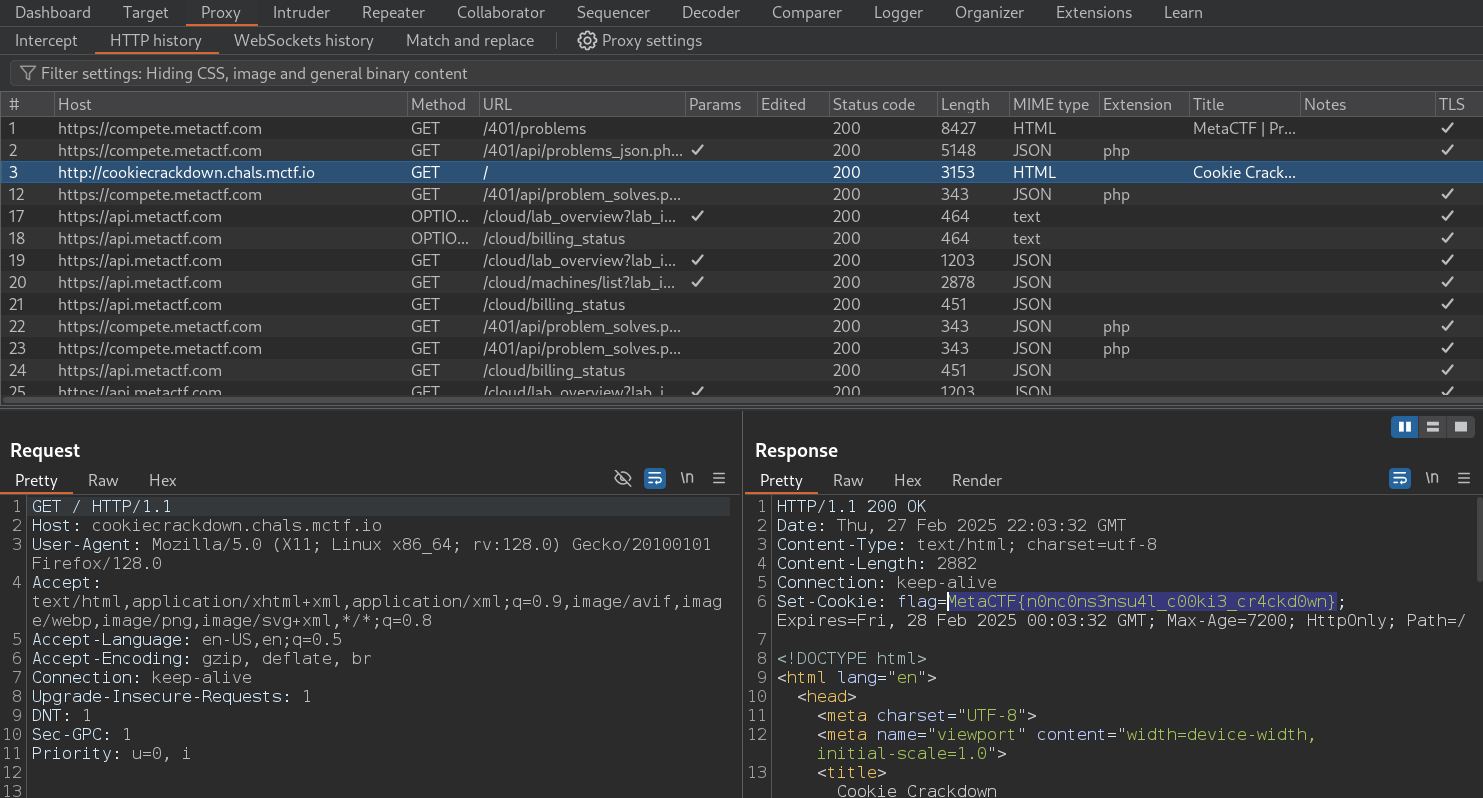 Dashboard Target Proxy Intruder Repeater Collaborator Sequencer Decoder Comparer Logger Organizer Extensions Learn
Intercept HTTP history WebSockets history Match and replace Proxy settings
Filter settings: Hiding CSS, image and general binary content
# Host Method URL Params Edited Status code Length MIME type Extension Title Notes TLS
1 https://compete.metactf.com GET /401/problems 200 8427 HTML MetaCTF | Pr... ✓
2 https://compete.metactf.com GET /401/api/problems_json.ph... ✓ 200 5148 JSON php ✓
3 http://cookiecrackdown.chals.mctf.io GET / 200 3153 HTML Cookie Crack...
12 https://compete.metactf.com GET /401/api/problem_solves.p... 200 343 JSON php ✓
17 https://api.metactf.com OPTIO... /cloud/lab_overview?lab_i... ✓ 200 464 text ✓
18 https://api.metactf.com OPTIO... /cloud/billing_status 200 464 text ✓
19 https://api.metactf.com GET /cloud/lab_overview?lab_i... ✓ 200 1203 JSON ✓
20 https://api.metactf.com GET /cloud/machines/list?lab_i... ✓ 200 2878 JSON ✓
21 https://api.metactf.com GET /cloud/billing_status 200 451 JSON ✓
22 https://compete.metactf.com GET /401/api/problem_solves.p... 200 343 JSON php ✓
23 https://compete.metactf.com GET /401/api/problem_solves.p... 200 343 JSON php ✓
24 https://api.metactf.com GET /cloud/billing_status 200 451 JSON ✓
25 https://api.metactf.com GET /cloud/lab_overview?lab_i... ✓ 200 1203 JSON ✓
Request
Pretty Raw Hex \n
1 GET / HTTP/1.1
2 Host: cookiecrackdown.chals.mctf.io
3 User-Agent: Mozilla/5.0 (X11; Linux x86_64; rv:128.0) Gecko/20100101
Firefox/128.0
4 Accept:
text/html,application/xhtml+xml,application/xml;q=0.9,image/avif,imag
e/webp,image/png,image/svg+xml,*/*;q=0.8
5 Accept-Language: en-US,en;q=0.5
6 Accept-Encoding: gzip, deflate, br
7 Connection: keep-alive
8 Upgrade-Insecure-Requests: 1
9 DNT: 1
10 Sec-GPC: 1
11 Priority: u=0, i
12
13
Response
Pretty Raw Hex Render \n
1 HTTP/1.1 200 OK
2 Date: Thu, 27 Feb 2025 22:03:32 GMT
3 Content-Type: text/html; charset=utf-8
4 Content-Length: 2882
5 Connection: keep-alive
6 Set-Cookie: flag=MetaCTF{n0nc0ns3nsu4l_c00ki3_cr4ckd0wn};
Expires=Fri, 28 Feb 2025 00:03:32 GMT; Max-Age=7200; HttpOnly; Path=/
7
8 <!DOCTYPE html>
9 <html lang="en">
10 <head>
11 <meta charset="UTF-8">
12 <meta name="viewport" content="width=device-width,
initial-scale=1.0">
13 <title>
Cookie Crackdown